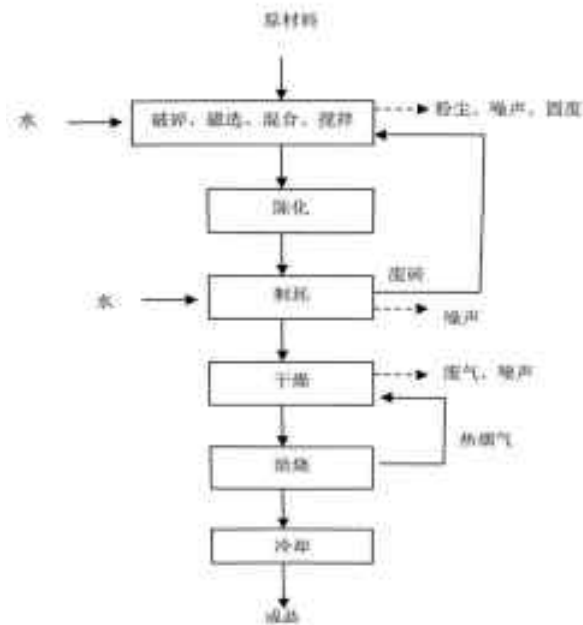 原材料
水
破碎、磁选、混合、搅拌
粉尘、噪声、固废
陈化
废砖
水
制坯
噪声
干燥
废气、噪声
热烟气
焙烧
冷却
成品